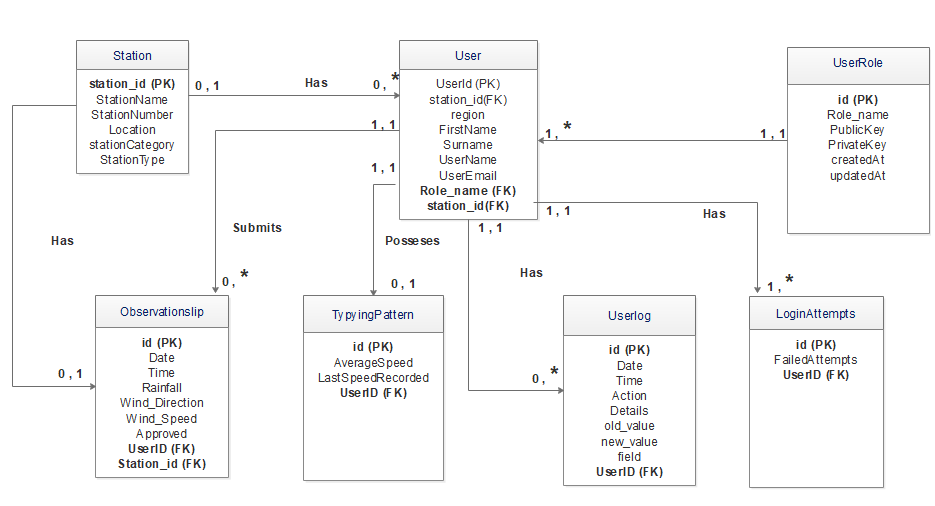 Station
station_id (PK)
StationName
StationNumber
Location
stationCategory
StationType
0 , 1
Has
0 , *
User
UserId (PK)
station_id(FK)
region
FirstName
Surname
UserName
UserEmail
Role_name (FK)
station_id(FK)
UserRole
id (PK)
Role_name
PublicKey
PrivateKey
createdAt
updatedAt
1 , *
1 , 1
1 , 1
1 , 1
1 , 1
1 , 1
Has
Submits
Posseses
Has
Has
0 , *
0 , 1
1 , *
0 , 1
0 , *
Observationslip
id (PK)
Date
Time
Rainfall
Wind_Direction
Wind_Speed
Approved
UserID (FK)
Station_id (FK)
TypyingPattern
id (PK)
AverageSpeed
LastSpeedRecorded
UserID (FK)
Userlog
id (PK)
Date
Time
Action
Details
old_value
new_value
field
UserID (FK)
LoginAttempts
id (PK)
FailedAttempts
UserID (FK)